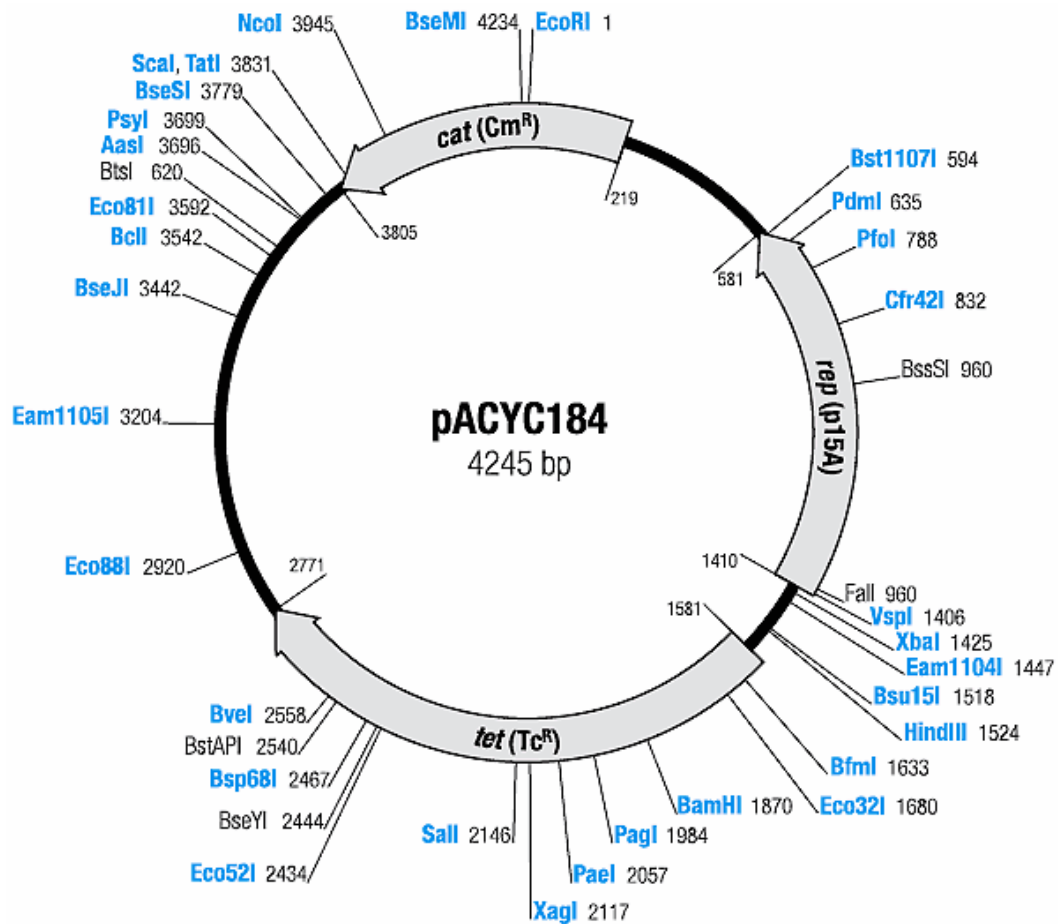 BseMI 4234
EcoRI 1
NcoI 3945
ScaI, TatI 3831
BseSI 3779
PsyI 3699
AasI 3696
BtsI 620
Eco81I 3592
BclI 3542
BseJI 3442
Eam1105I 3204
Eco88I 2920
cat (CmR)
219
3805
Bst1107I 594
PdmI 635
PfoI 788
581
Cfr42I 832
BssSI 960
rep (p15A)
pACYC184
4245 bp
1410
FalI 960
VspI 1406
XbaI 1425
Eam1104I 1447
Bsu15I 1518
HindIII 1524
2771
1581
BfmI 1633
Eco32I 1680
BamHI 1870
PagI 1984
PaeI 2057
XagI 2117
SalI 2146
tet (TcR)
BveI 2558
BstAPI 2540
Bsp68I 2467
BseYI 2444
Eco52I 2434